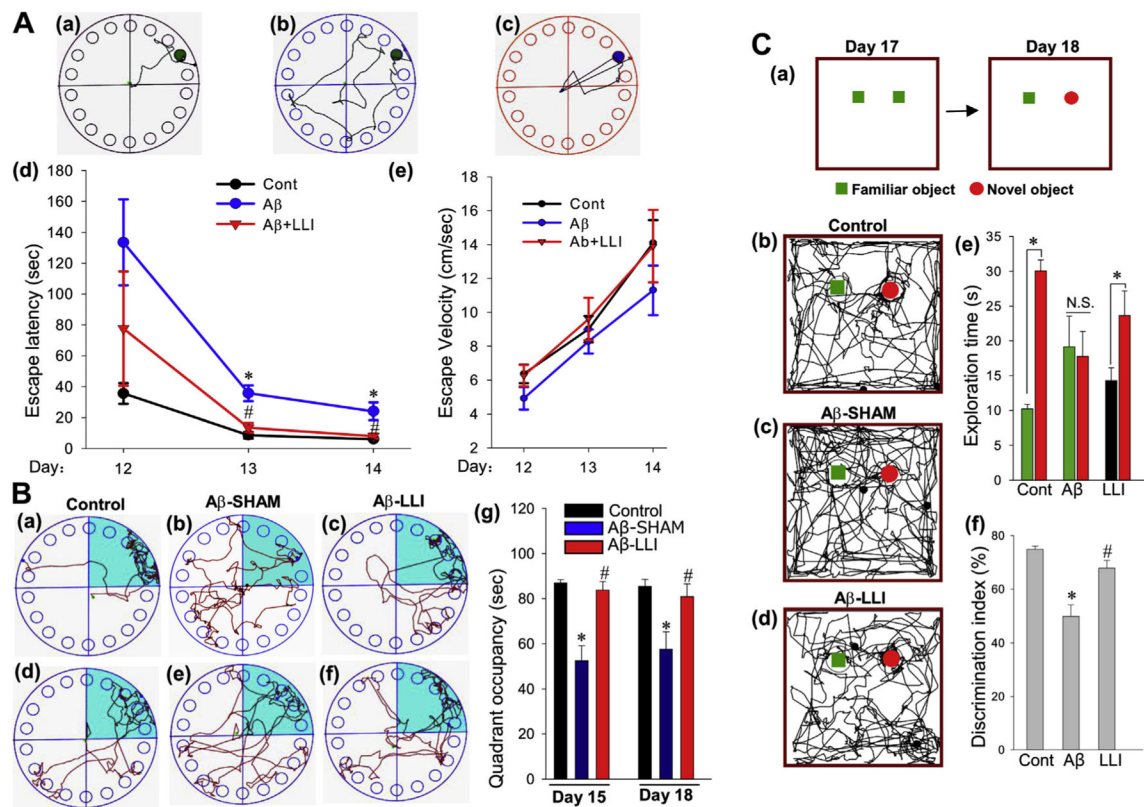 A
(a)
(b)
(c)
(d)
180
160
140
120
100
80
60
40
20
0
Escape latency (sec)
Cont
Aβ
Aβ+LLI
*
#
*
#
Day:
12
13
14
(e)
16
14
12
10
8
6
4
2
Escape Velocity (cm/sec)
Cont
Aβ
Ab+LLI
12
13
14
B
Control
Aβ-SHAM
Aβ-LLI
(a)
(b)
(c)
(d)
(e)
(f)
(g)
120
100
80
60
40
20
0
Quadrant occupancy (sec)
Control
Aβ-SHAM
Aβ-LLI
*
#
*
#
Day 15
Day 18
C
Day 17
Day 18
(a)
Familiar object
Novel object
(b)
Control
(c)
Aβ-SHAM
(d)
Aβ-LLI
(e)
35
30
25
20
15
10
5
0
Exploration time (s)
*
N.S.
*
Cont
Aβ
LLI
(f)
80
60
40
20
0
Discrimination index (%)
*
#
Cont
Aβ
LLI